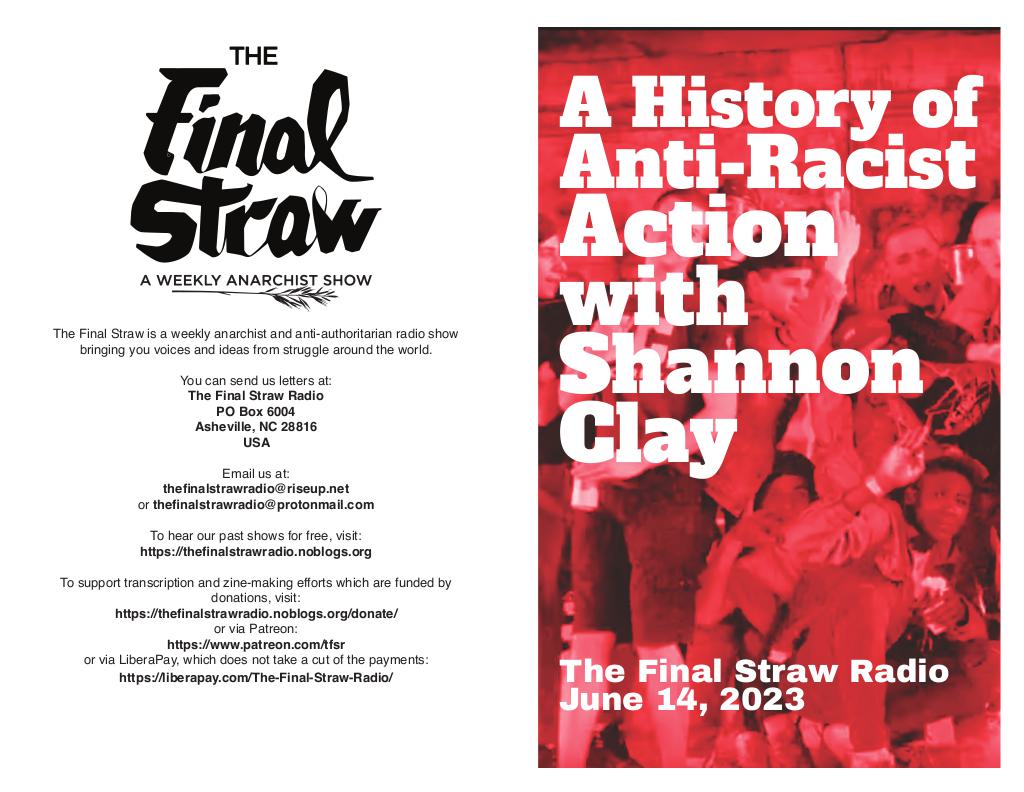 THE
Final
Straw
A WEEKLY ANARCHIST SHOW
The Final Straw is a weekly anarchist and anti-authoritarian radio show
bringing you voices and ideas from struggle around the world.
You can send us letters at:
The Final Straw Radio
PO Box 6004
Asheville, NC 28816
USA
Email us at:
thefinalstrawradio@riseup.net
or thefinalstrawradio@protonmail.com
To hear our past shows for free, visit:
https://thefinalstrawradio.noblogs.org
To support transcription and zine-making efforts which are funded by
donations, visit:
https://thefinalstrawradio.noblogs.org/donate/
or via Patreon:
https://www.patreon.com/tfsr
or via LiberaPay, which does not take a cut of the payments:
https://liberapay.com/The-Final-Straw-Radio/
A History of
Anti-Racist
Action
with
Shannon
Clay
The Final Straw Radio
June 14, 2023